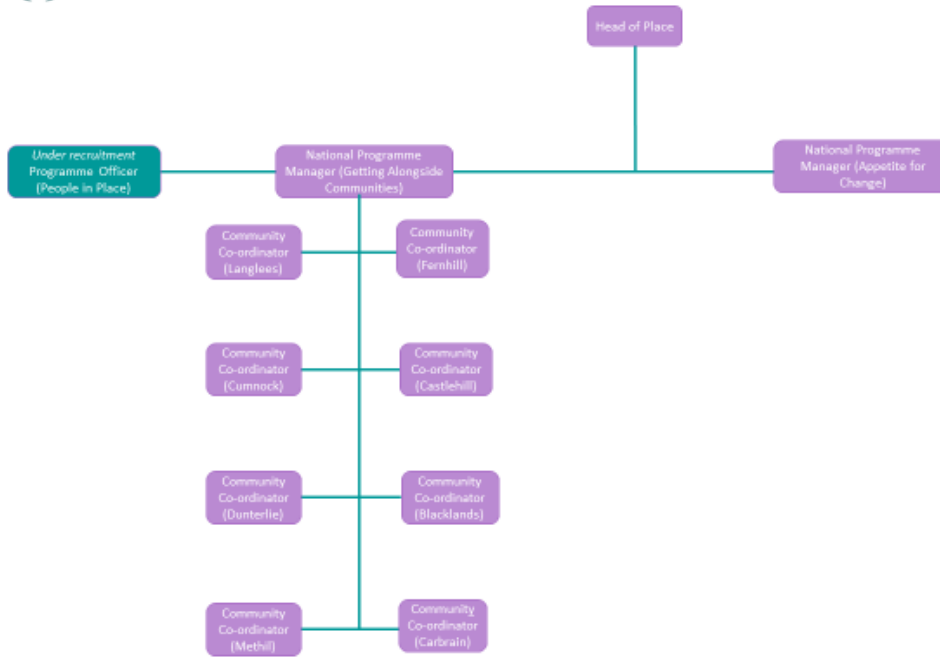 Head of Place
Under recruitment
Programme Officer
(People in Place)
National Programme
Manager (Getting Alongside
Communities)
National Programme
Manager (Appetite for
Change)
Community
Co-ordinator
(Langlees)
Community
Co-ordinator
(Fernhill)
Community
Co-ordinator
(Cumnock)
Community
Co-ordinator
(Castlehill)
Community
Co-ordinator
(Dunterlie)
Community
Co-ordinator
(Blacklands)
Community
Co-ordinator
(Methil)
Community
Co-ordinator
(Carbrain)